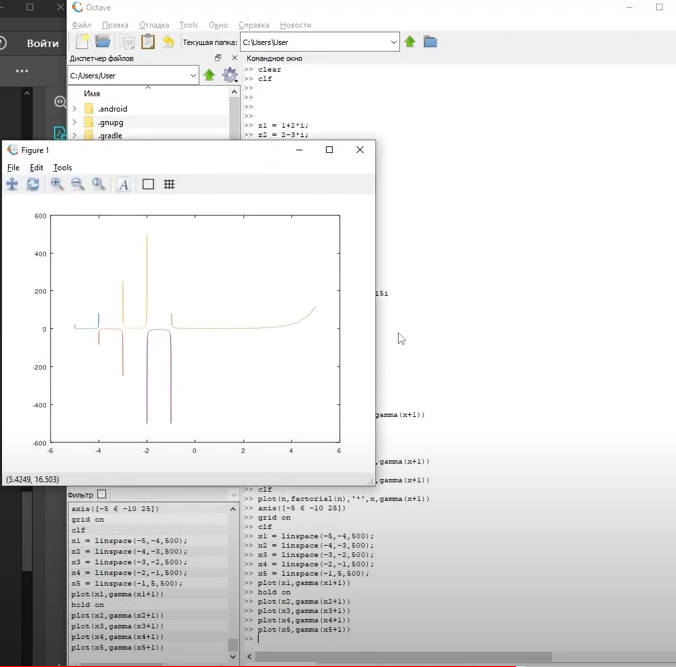 Octave
Файл Правка Отладка Tools Окно Справка Новости
Войти
Текущая папка: C:\Users\User
Диспетчер файлов
Командное окно
C:/Users/User
Имя
.android
.gnupg
.gradle
>> clear
>> clf
>>
>>
>>
>> z1 = 1+2*i;
>> z2 = 2-3*i;
Figure 1
File Edit Tools
600
400
200
0
-200
-400
-600
-6 -4 -2 0 2 4 6
(5.4249, 16.503)
15i
gamma(x+1))
,gamma(x+1))
,gamma(x+1))
Фильтр
axis([-5 6 -10 25])
grid on
clf
x1 = linspace(-5,-4,500);
x2 = linspace(-4,-3,500);
x3 = linspace(-3,-2,500);
x4 = linspace(-2,-1,500);
x5 = linspace(-1,5,500);
plot(x1,gamma(x1+1))
hold on
plot(x2,gamma(x2+1))
plot(x3,gamma(x3+1))
plot(x4,gamma(x4+1))
plot(x5,gamma(x5+1))
>> clf
>> plot(n,factorial(n),'*',x,gamma(x+1))
>> axis([-5 6 -10 25])
>> grid on
>> clf
>> x1 = linspace(-5,-4,500);
>> x2 = linspace(-4,-3,500);
>> x3 = linspace(-3,-2,500);
>> x4 = linspace(-2,-1,500);
>> x5 = linspace(-1,5,500);
>> plot(x1,gamma(x1+1))
>> hold on
>> plot(x2,gamma(x2+1))
>> plot(x3,gamma(x3+1))
>> plot(x4,gamma(x4+1))
>> plot(x5,gamma(x5+1))
>>